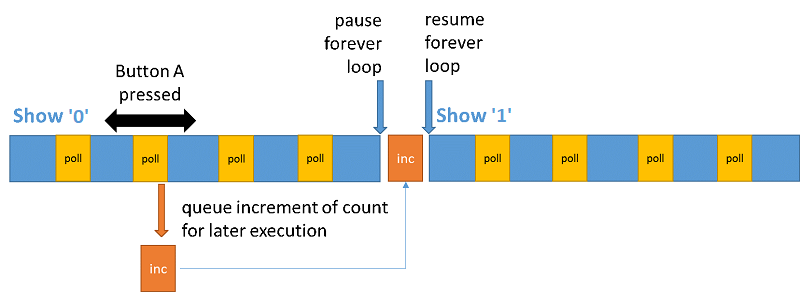 pause
forever
loop
resume
forever
loop
Button A
pressed
Show '0'
Show '1'
poll
poll
poll
poll
inc
poll
poll
poll
poll
queue increment of count
for later execution
inc